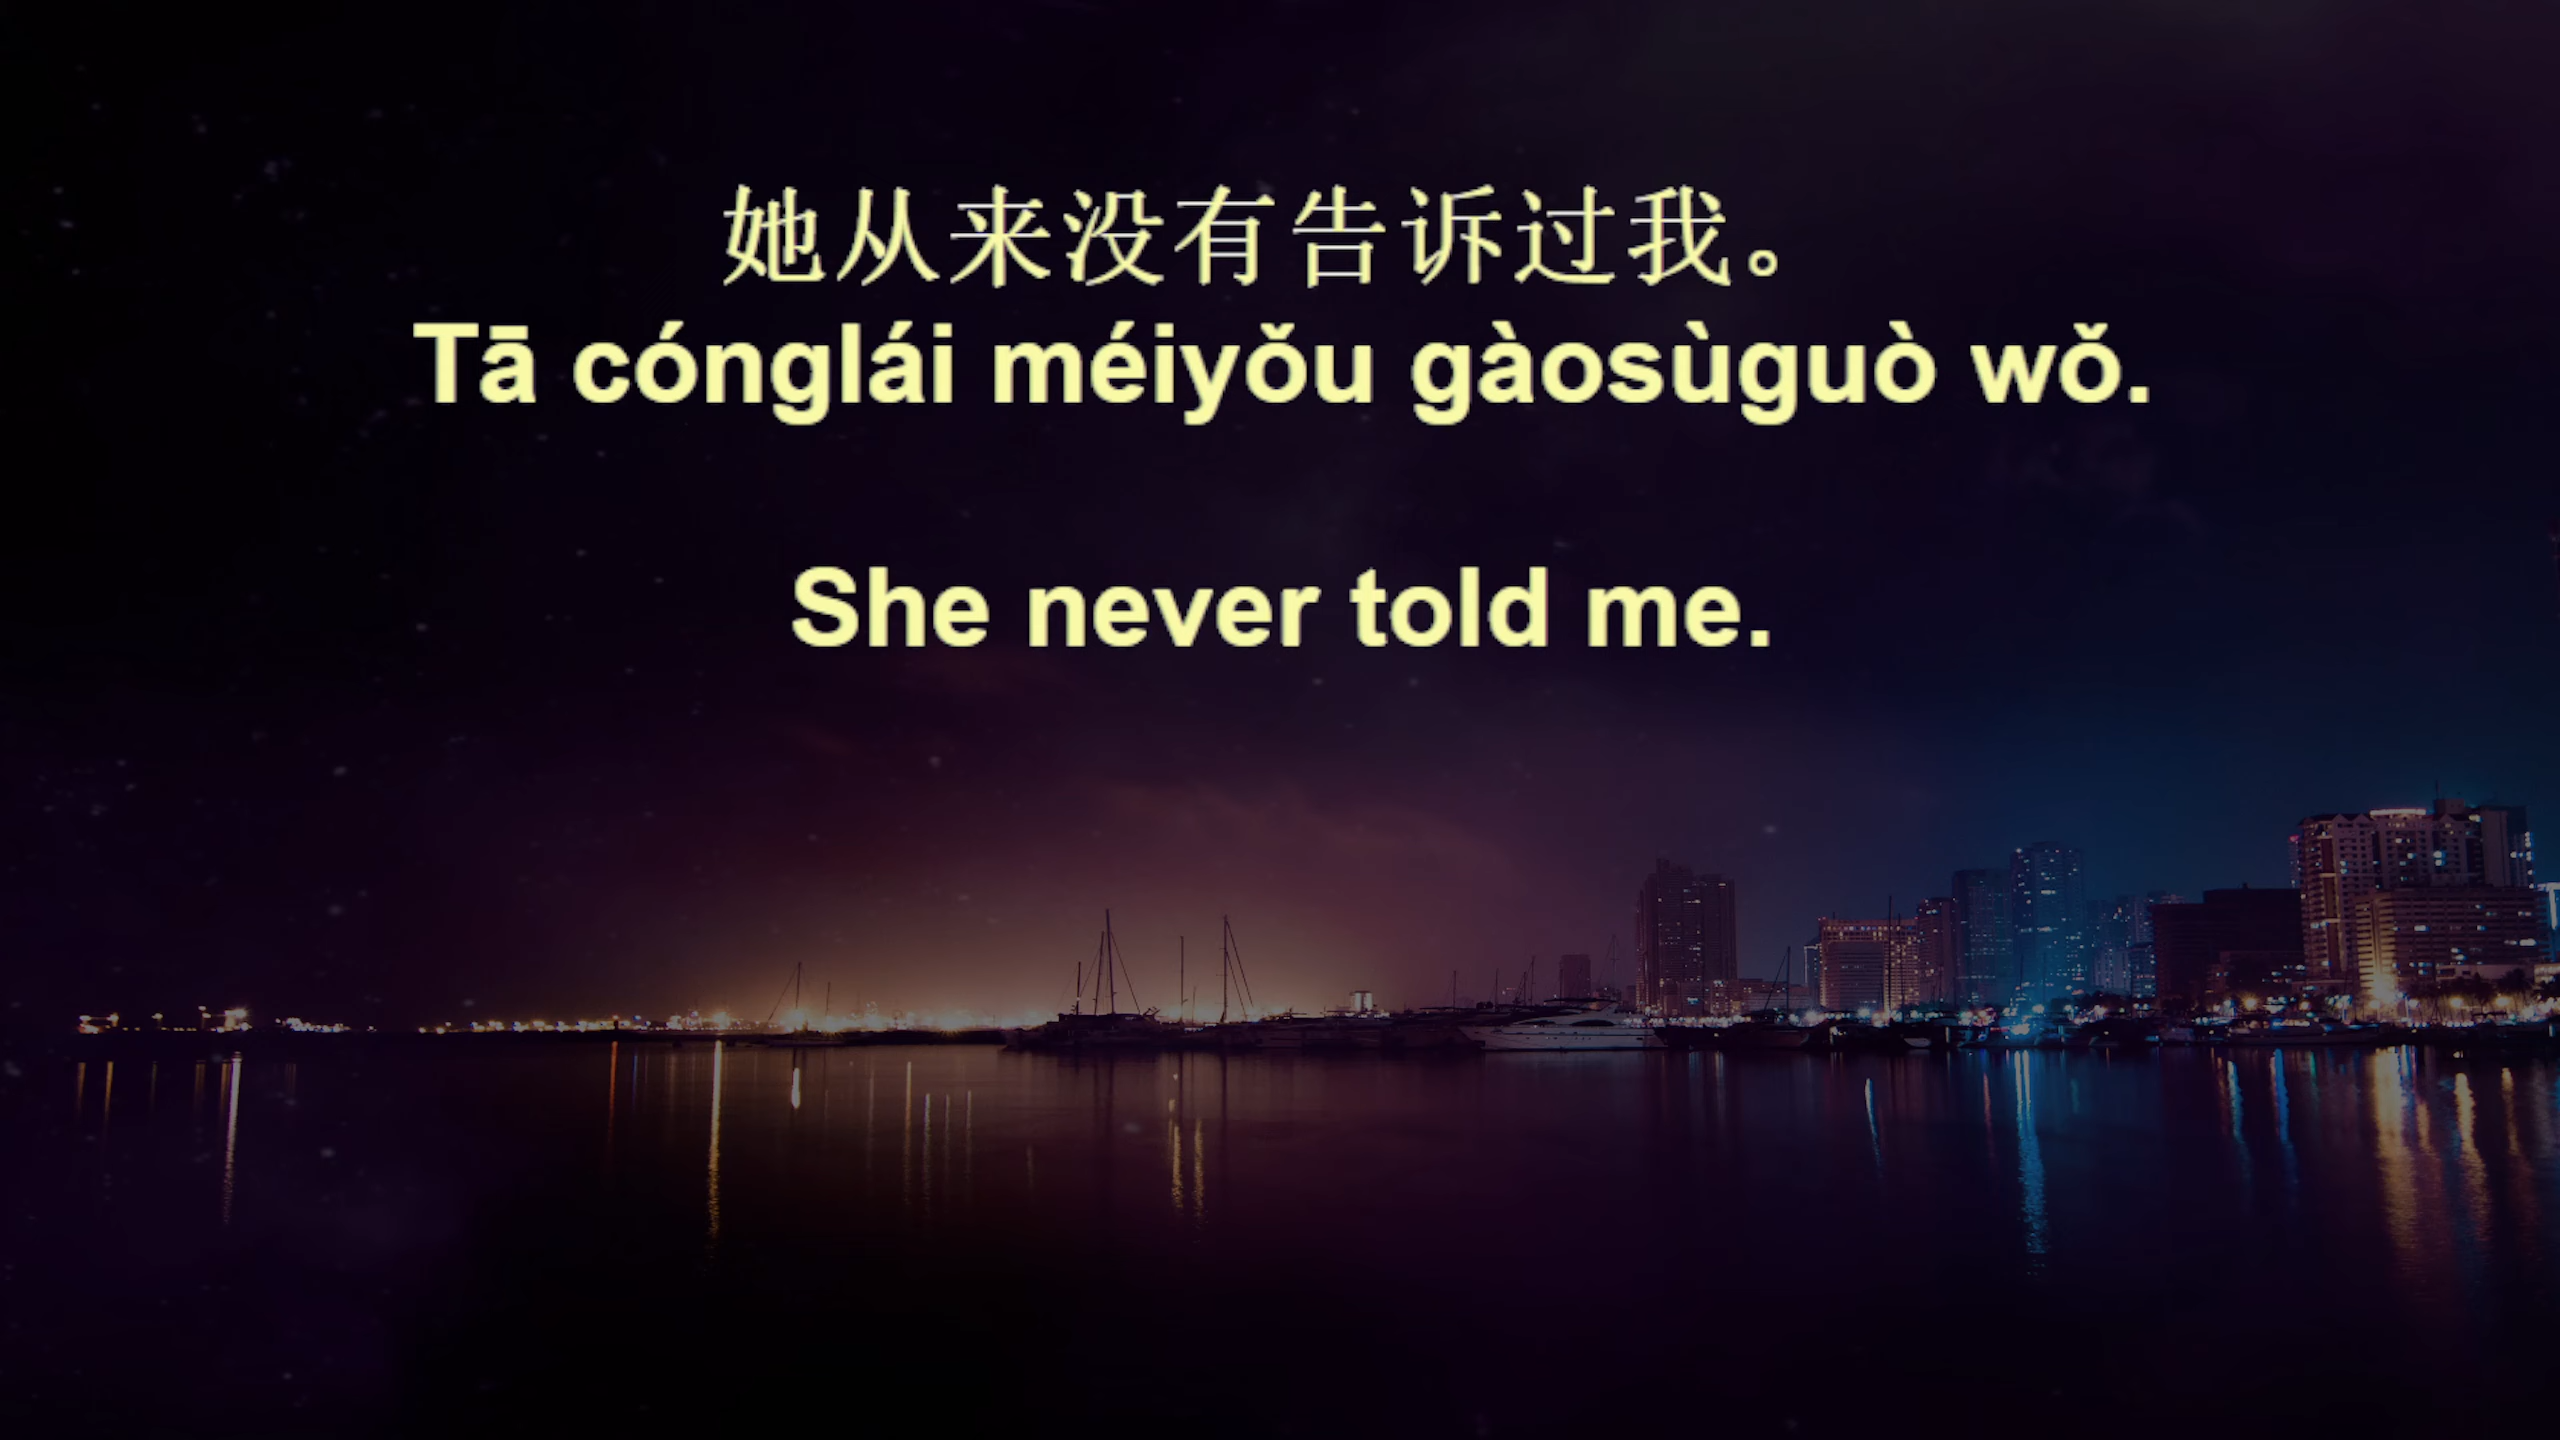 她从来没有告诉过我。
Tā cónglái méiyǒu gàosùguò wǒ.
She never told me.